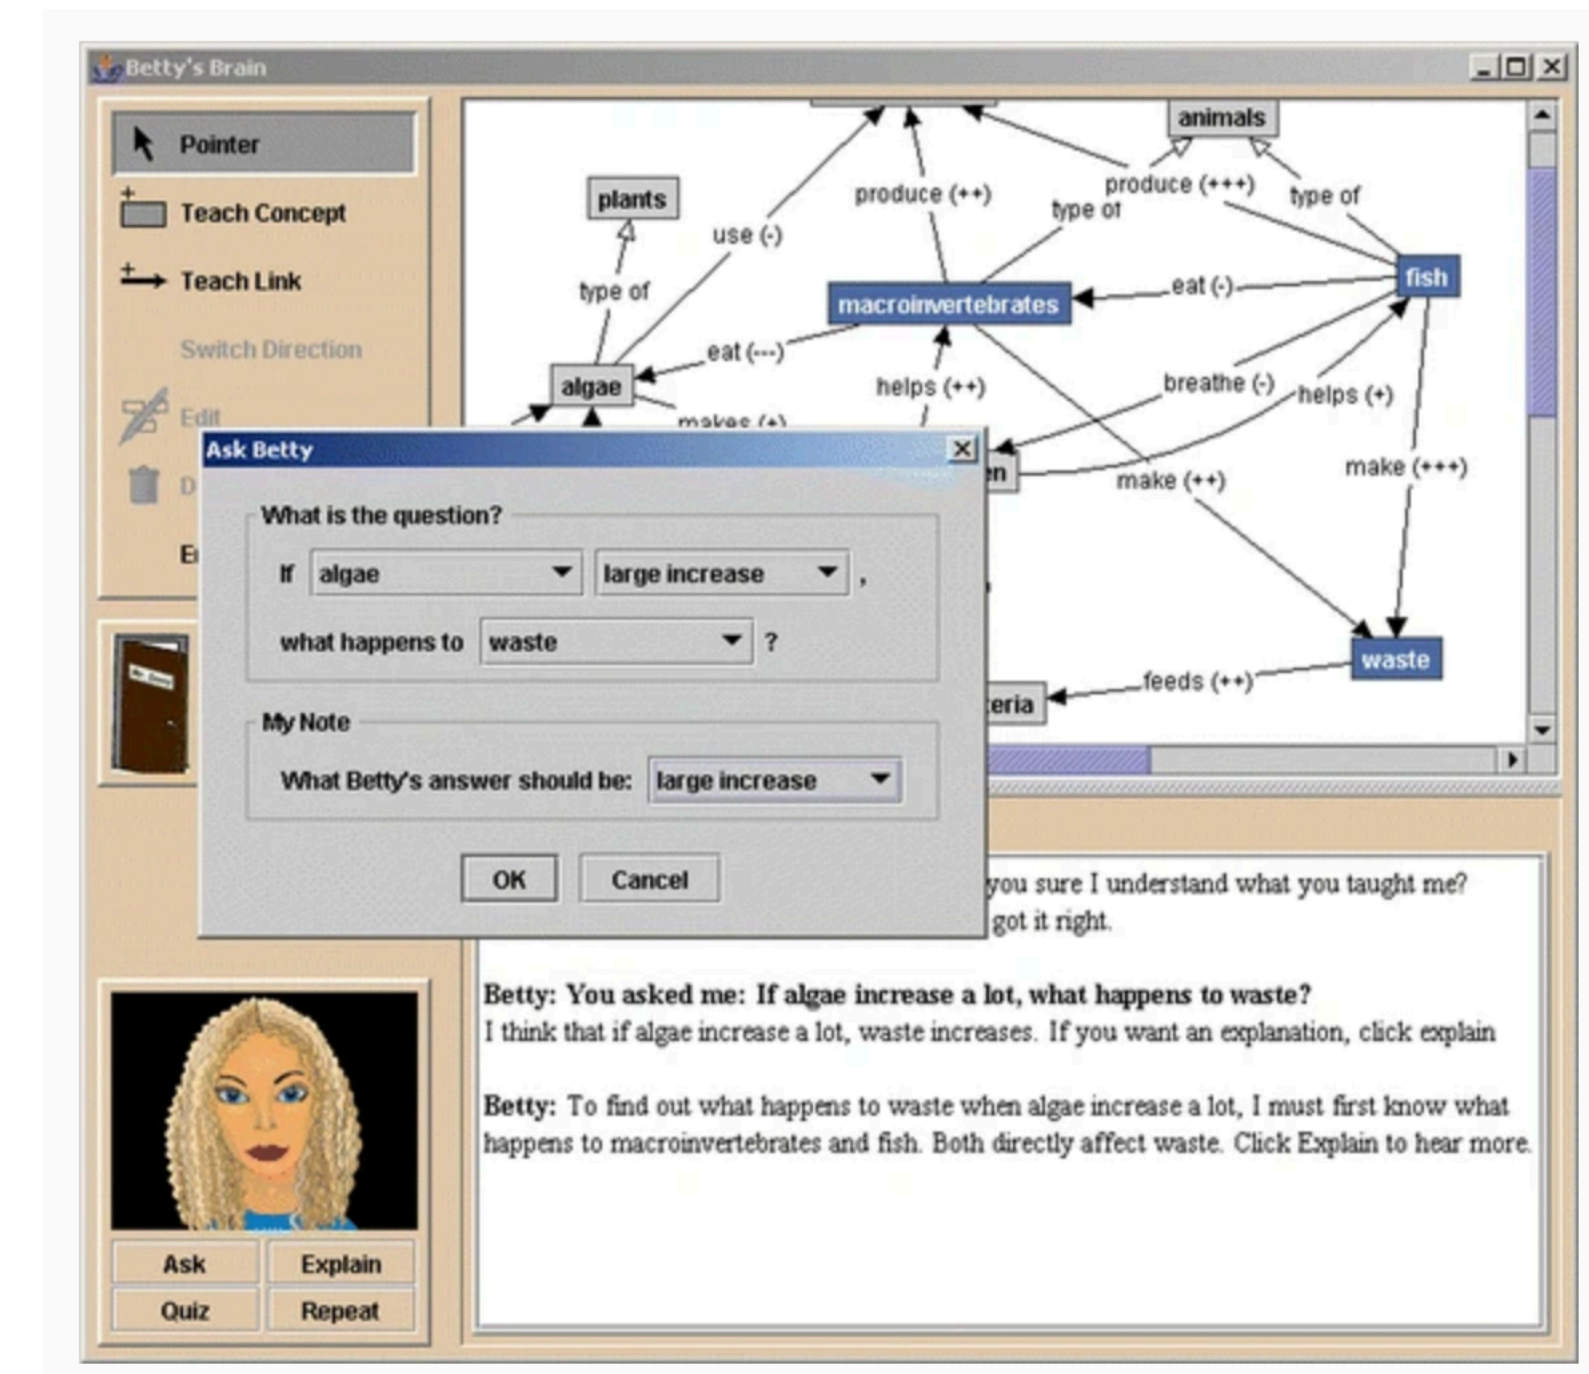 Betty's Brain
Pointer
Teach Concept
Teach Link
Switch Direction
Edit
D
animals
plants
produce (++)
produce (+++)
type of
type of
use (-)
type of
fish
macroinvertebrates
eat (-)
eat (---)
algae
helps (++)
breathe (-)
helps (+)
makes (+)
en
make (++)
make (+++)
waste
feeds (++)
eria
Ask Betty
What is the question?
If algae large increase ,
what happens to waste ?
My Note
What Betty's answer should be: large increase
OK Cancel
you sure I understand what you taught me?
got it right.
Betty: You asked me: If algae increase a lot, what happens to waste?
I think that if algae increase a lot, waste increases. If you want an explanation, click explain
Betty: To find out what happens to waste when algae increase a lot, I must first know what
happens to macroinvertebrates and fish. Both directly affect waste. Click Explain to hear more.
Ask Explain
Quiz Repeat